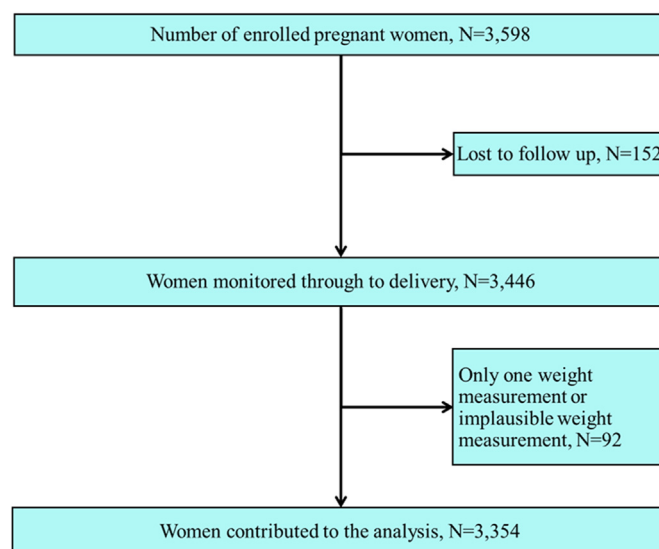 Number of enrolled pregnant women, N=3,598
Lost to follow up, N=152
Women monitored through to delivery, N=3,446
Only one weight
measurement or
implausible weight
measurement, N=92
Women contributed to the analysis, N=3,354